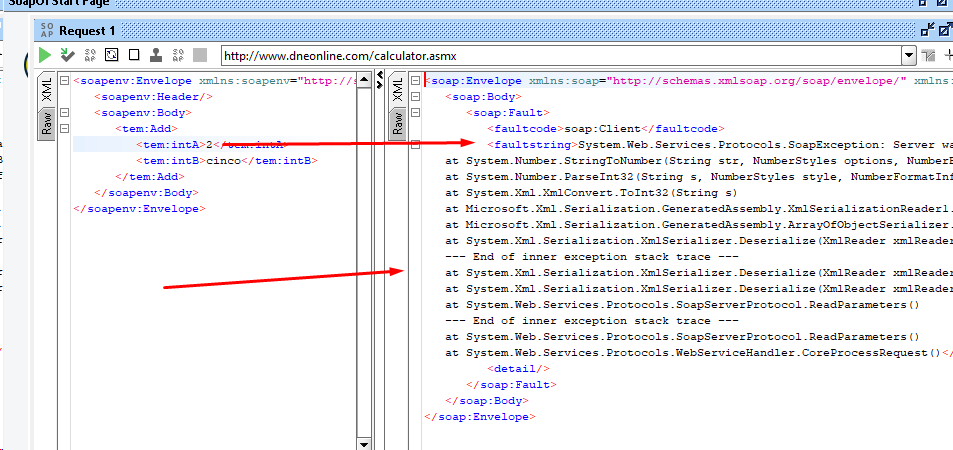 SoapUI Start Page
SO
AP Request 1
http://www.dneonline.com/calculator.asmx
XML
Raw
<soapenv:Envelope xmlns:soapenv="http://
<soapenv:Header/>
<soapenv:Body>
<tem:Add>
<tem:intA>2</tem:intA>
<tem:intB>cinco</tem:intB>
</tem:Add>
</soapenv:Body>
</soapenv:Envelope>
XML
Raw
<soap:Envelope xmlns:soap="http://schemas.xmlsoap.org/soap/envelope/" xmlns:
<soap:Body>
<soap:Fault>
<faultcode>soap:Client</faultcode>
<faultstring>System.Web.Services.Protocols.SoapException: Server wa
at System.Number.StringToNumber(String str, NumberStyles options, NumberB
at System.Number.ParseInt32(String s, NumberStyles style, NumberFormatInf
at System.Xml.XmlConvert.ToInt32(String s)
at Microsoft.Xml.Serialization.GeneratedAssembly.XmlSerializationReader1.
at Microsoft.Xml.Serialization.GeneratedAssembly.ArrayOfObjectSerializer.
at System.Xml.Serialization.XmlSerializer.Deserialize(XmlReader xmlReader
--- End of inner exception stack trace ---
at System.Xml.Serialization.XmlSerializer.Deserialize(XmlReader xmlReader
at System.Xml.Serialization.XmlSerializer.Deserialize(XmlReader xmlReader
at System.Web.Services.Protocols.SoapServerProtocol.ReadParameters()
--- End of inner exception stack trace ---
at System.Web.Services.Protocols.SoapServerProtocol.ReadParameters()
at System.Web.Services.Protocols.WebServiceHandler.CoreProcessRequest()</
<detail/>
</soap:Fault>
</soap:Body>
</soap:Envelope>